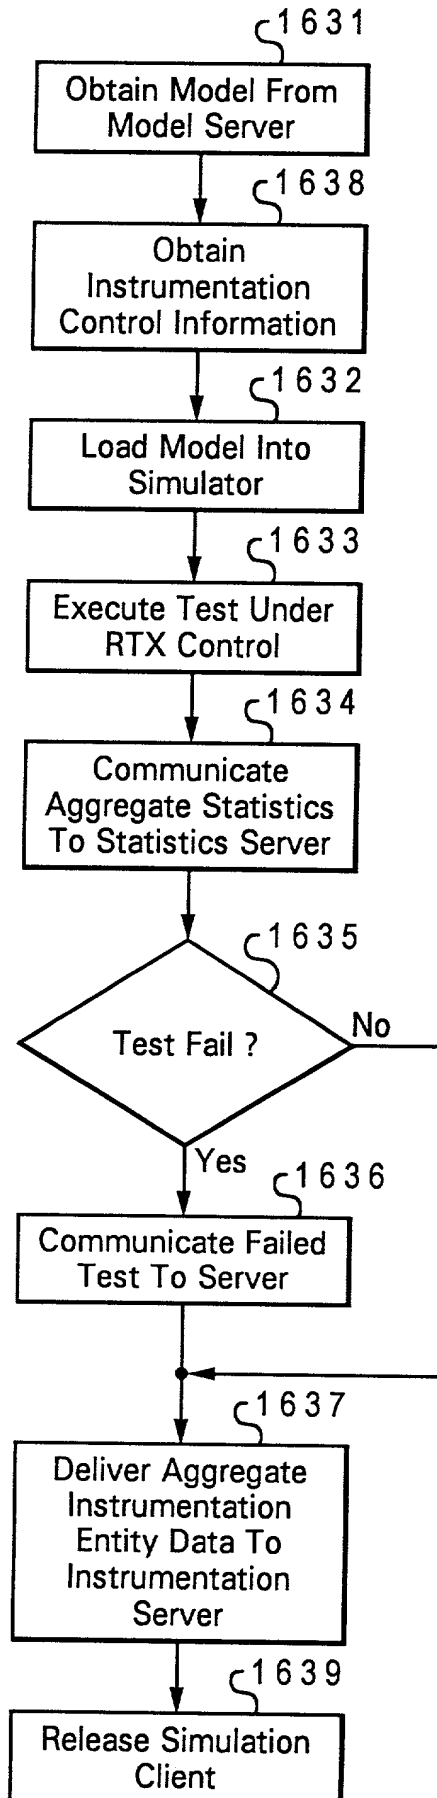 1631
Obtain Model From
Model Server
1638
Obtain
Instrumentation
Control Information
1632
Load Model Into
Simulator
1633
Execute Test Under
RTX Control
1634
Communicate
Aggregate Statistics
To Statistics Server
1635
Test Fail ?
No
Yes
1636
Communicate Failed
Test To Server
1637
Deliver Aggregate
Instrumentation
Entity Data To
Instrumentation
Server
1639
Release Simulation
Client